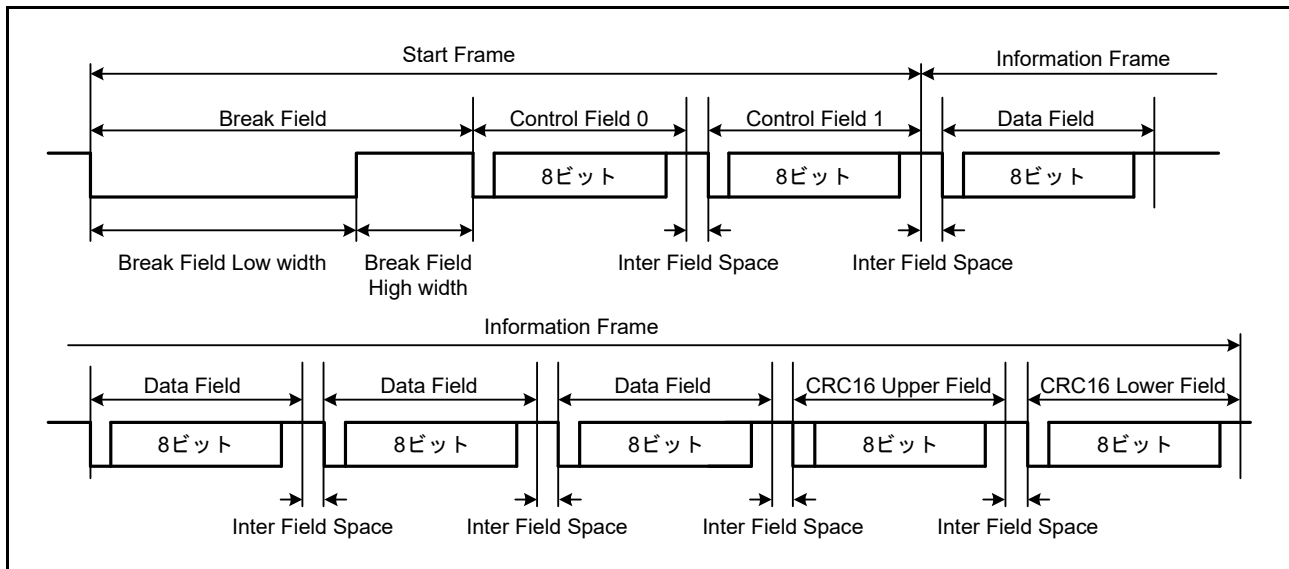 Start Frame
Information Frame
Break Field
Control Field 0
Control Field 1
Data Field
8ビット
8ビット
8ビット
Break Field Low width
Break Field
High width
Inter Field Space
Inter Field Space
Information Frame
Data Field
Data Field
Data Field
CRC16 Upper Field
CRC16 Lower Field
8ビット
8ビット
8ビット
8ビット
8ビット
Inter Field Space
Inter Field Space
Inter Field Space
Inter Field Space